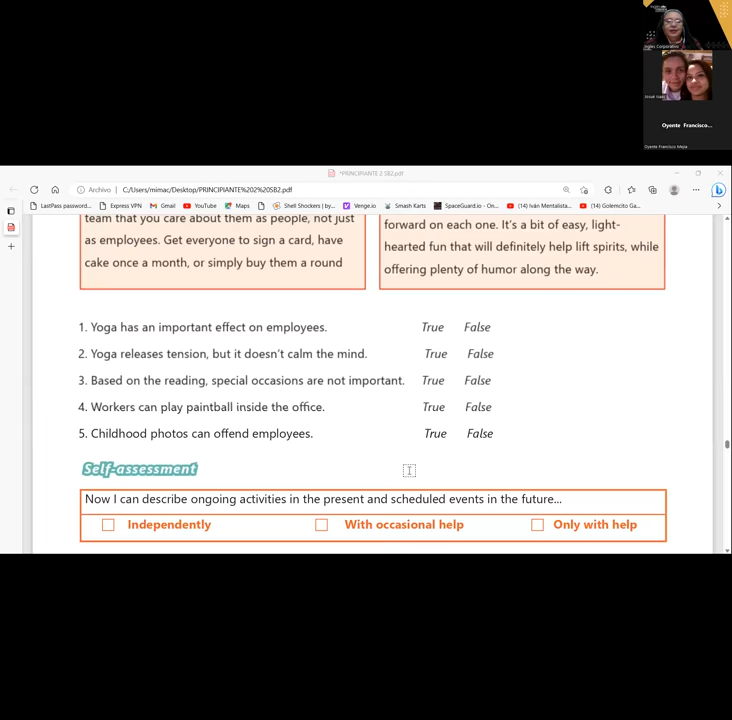 Ingles Corporativo
Oyente Francisco...
Oyente Francisco Mejia
*PRINCIPIANTE 2 SB2.pdf
Archivo
C:/Users/mimac/Desktop/PRINCIPIANTE%202%20SB2.pdf
LastPass password...
Express VPN
Gmail
YouTube
Maps
Shell Shockers | by...
Venge.io
Smash Karts
SpaceGuard.io - On...
(14) Iván Mentalista...
(14) Golemcito Ga...
team that you care about them as people, not just
as employees. Get everyone to sign a card, have
cake once a month, or simply buy them a round
forward on each one. It's a bit of easy, light-
hearted fun that will definitely help lift spirits, while
offering plenty of humor along the way.
1. Yoga has an important effect on employees. True False
2. Yoga releases tension, but it doesn't calm the mind. True False
3. Based on the reading, special occasions are not important. True False
4. Workers can play paintball inside the office. True False
5. Childhood photos can offend employees. True False
Self-assessment
Now I can describe ongoing activities in the present and scheduled events in the future...
Independently With occasional help Only with help